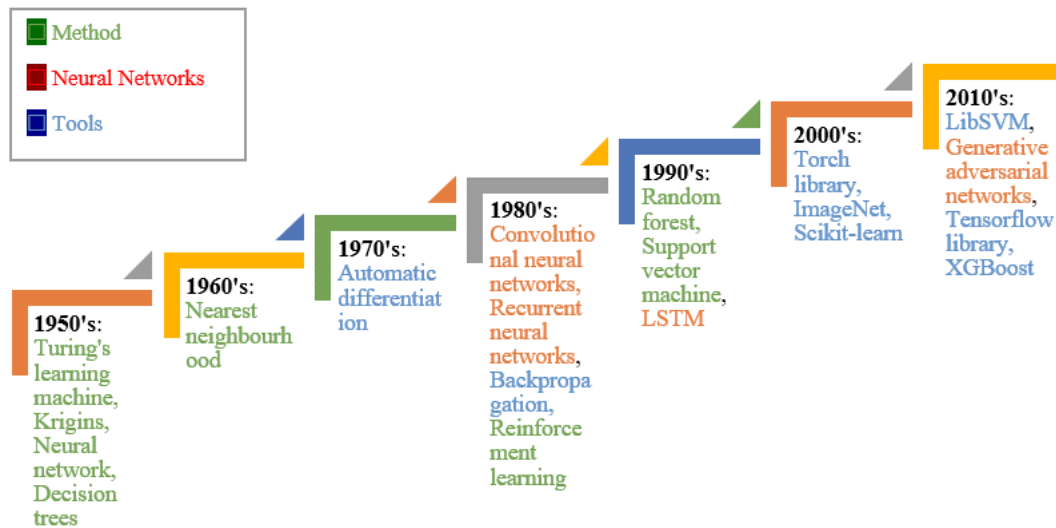 Method
Neural Networks
Tools
1950's:
Turing's
learning
machine,
Krigins,
Neural
network,
Decision
trees
1960's:
Nearest
neighbourh
ood
1970's:
Automatic
differentiat
ion
1980's:
Convolutio
nal neural
networks,
Recurrent
neural
networks,
Backpropa
gation,
Reinforce
ment
learning
1990's:
Random
forest,
Support
vector
machine,
LSTM
2000's:
Torch
library,
ImageNet,
Scikit-learn
2010's:
LibSVM,
Generative
adversarial
networks,
Tensorflow
library,
XGBoost